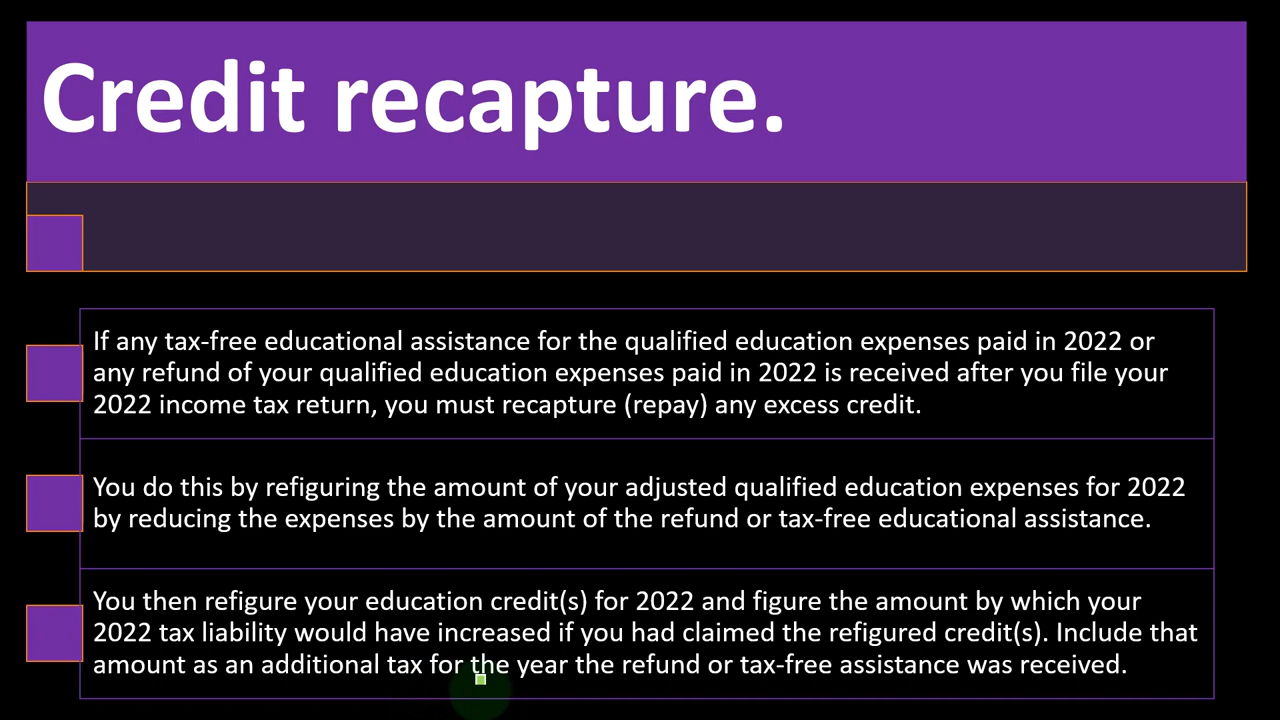 Credit recapture.
If any tax-free educational assistance for the qualified education expenses paid in 2022 or
any refund of your qualified education expenses paid in 2022 is received after you file your
2022 income tax return, you must recapture (repay) any excess credit.
You do this by refiguring the amount of your adjusted qualified education expenses for 2022
by reducing the expenses by the amount of the refund or tax-free educational assistance.
You then refigure your education credit(s) for 2022 and figure the amount by which your
2022 tax liability would have increased if you had claimed the refigured credit(s). Include that
amount as an additional tax for the year the refund or tax-free assistance was received.